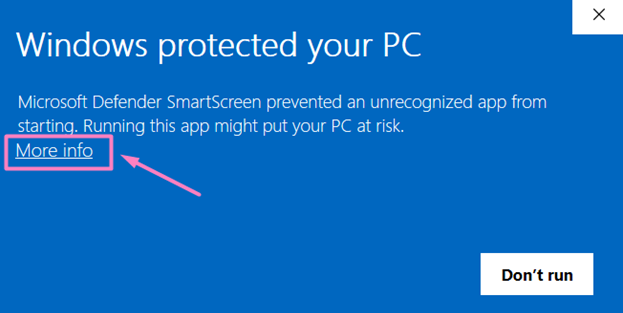 Windows protected your PC
Microsoft Defender SmartScreen prevented an unrecognized app from
starting. Running this app might put your PC at risk.
More info
Don't run